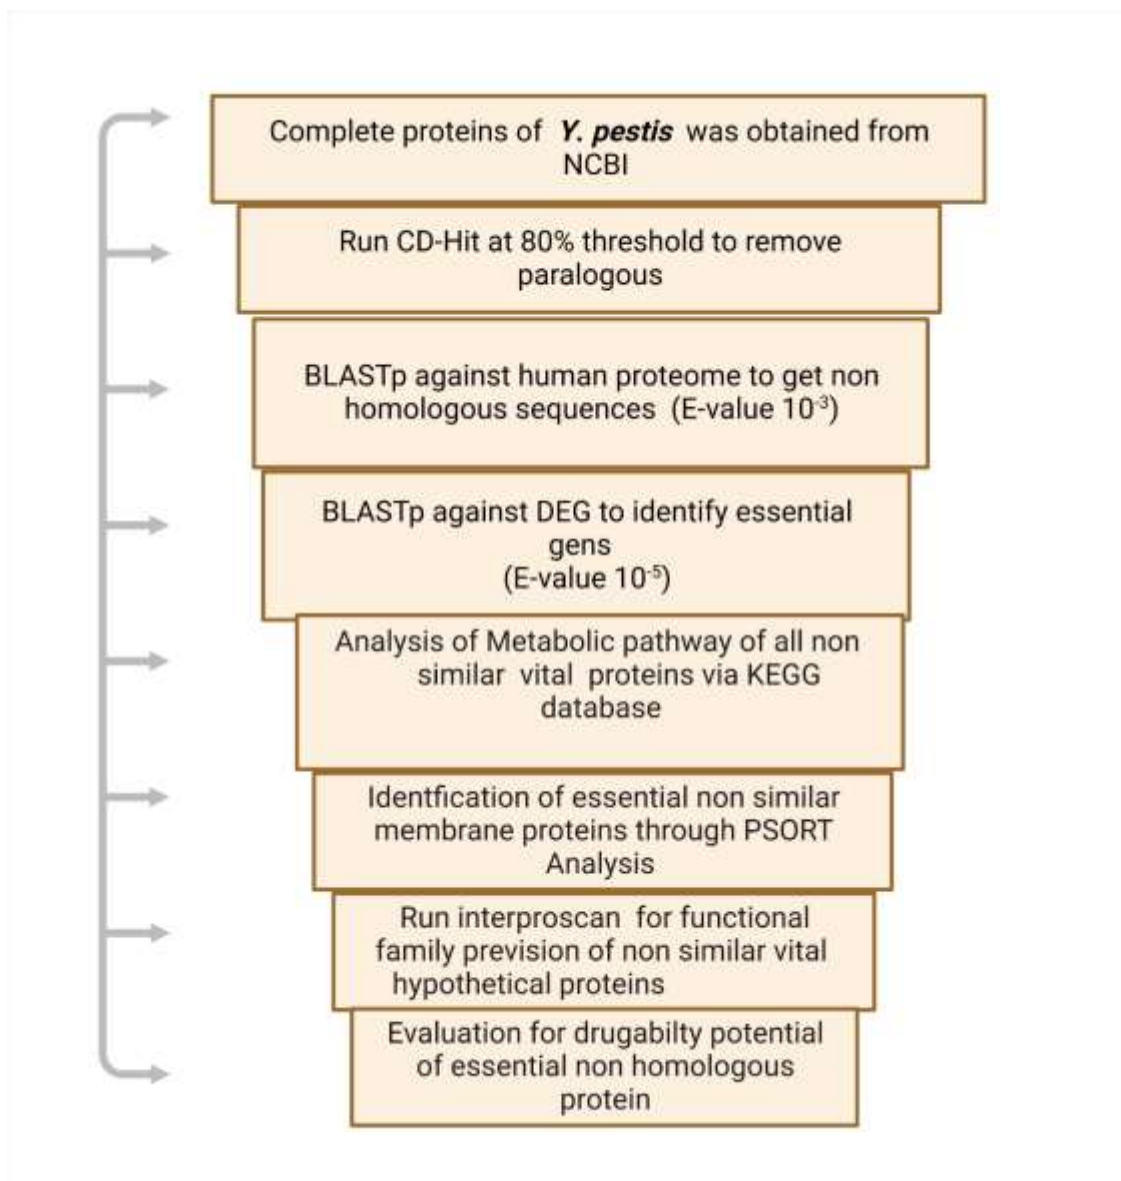 Complete proteins of Y. pestis was obtained from
NCBI
Run CD-Hit at 80% threshold to remove
paralogous
BLASTp against human proteome to get non
homologous sequences (E-value 10⁻³)
BLASTp against DEG to identify essential
gens
(E-value 10⁻⁵)
Analysis of Metabolic pathway of all non
similar vital proteins via KEGG
database
Identfication of essential non similar
membrane proteins through PSORT
Analysis
Run interproscan for functional
family prevision of non similar vital
hypothetical proteins
Evaluation for drugabilty potential
of essential non homologous
protein